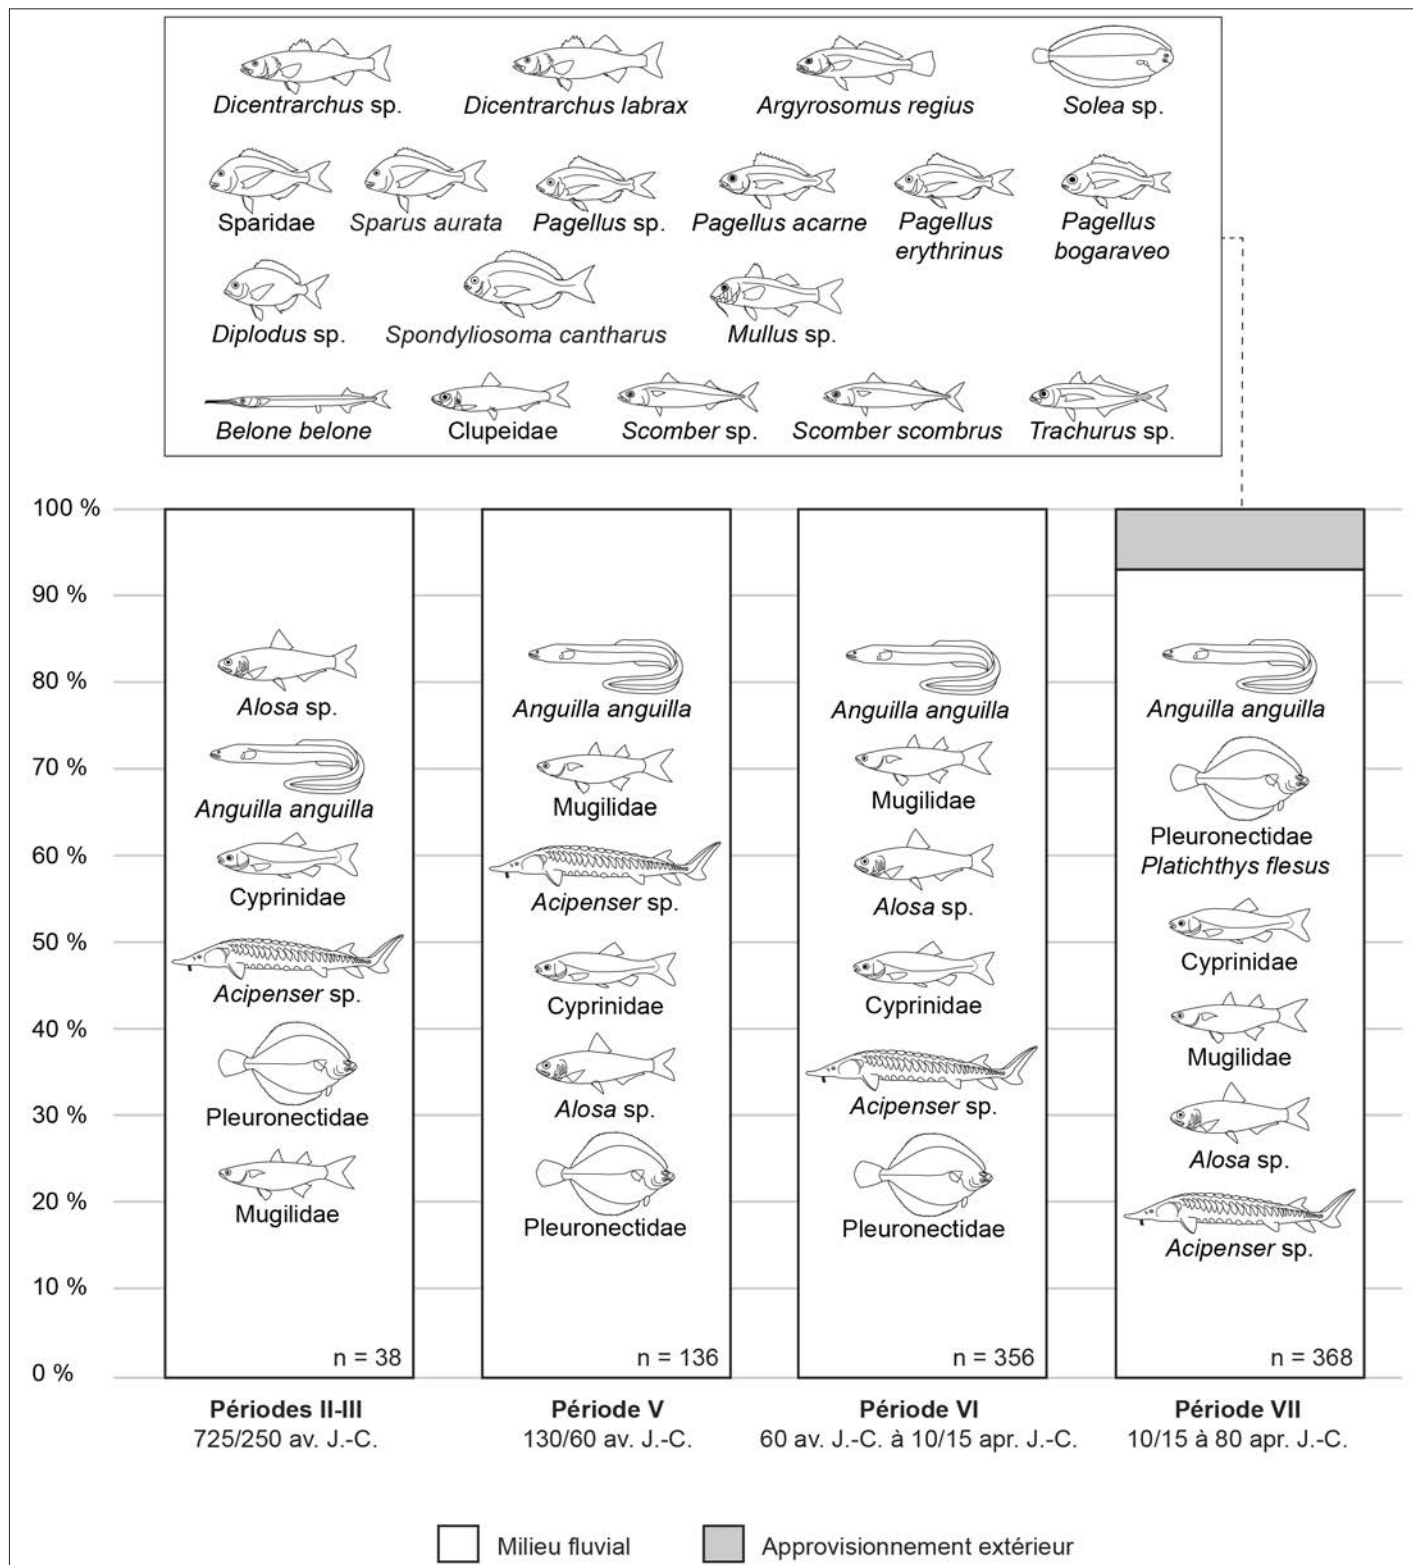 Dicentrarchus sp. Dicentrarchus labrax Argyrosomus regius Solea sp.
Sparidae Sparus aurata Pagellus sp. Pagellus acarne Pagellus erythrinus Pagellus bogaraveo
Diplodus sp. Spondyliosoma cantharus Mullus sp.
Belone belone Clupeidae Scomber sp. Scomber scombrus Trachurus sp.
100 %
90 %
80 %
70 %
60 %
50 %
40 %
30 %
20 %
10 %
0 %
Alosa sp.
Anguilla anguilla
Cyprinidae
Acipenser sp.
Pleuronectidae
Mugilidae
n = 38
Périodes II-III
725/250 av. J.-C.
Anguilla anguilla
Mugilidae
Acipenser sp.
Cyprinidae
Alosa sp.
Pleuronectidae
n = 136
Période V
130/60 av. J.-C.
Anguilla anguilla
Mugilidae
Alosa sp.
Cyprinidae
Acipenser sp.
Pleuronectidae
n = 356
Période VI
60 av. J.-C. à 10/15 apr. J.-C.
Anguilla anguilla
Pleuronectidae
Platichthys flesus
Cyprinidae
Mugilidae
Alosa sp.
Acipenser sp.
n = 368
Période VII
10/15 à 80 apr. J.-C.
Milieu fluvial Approvisionnement extérieur